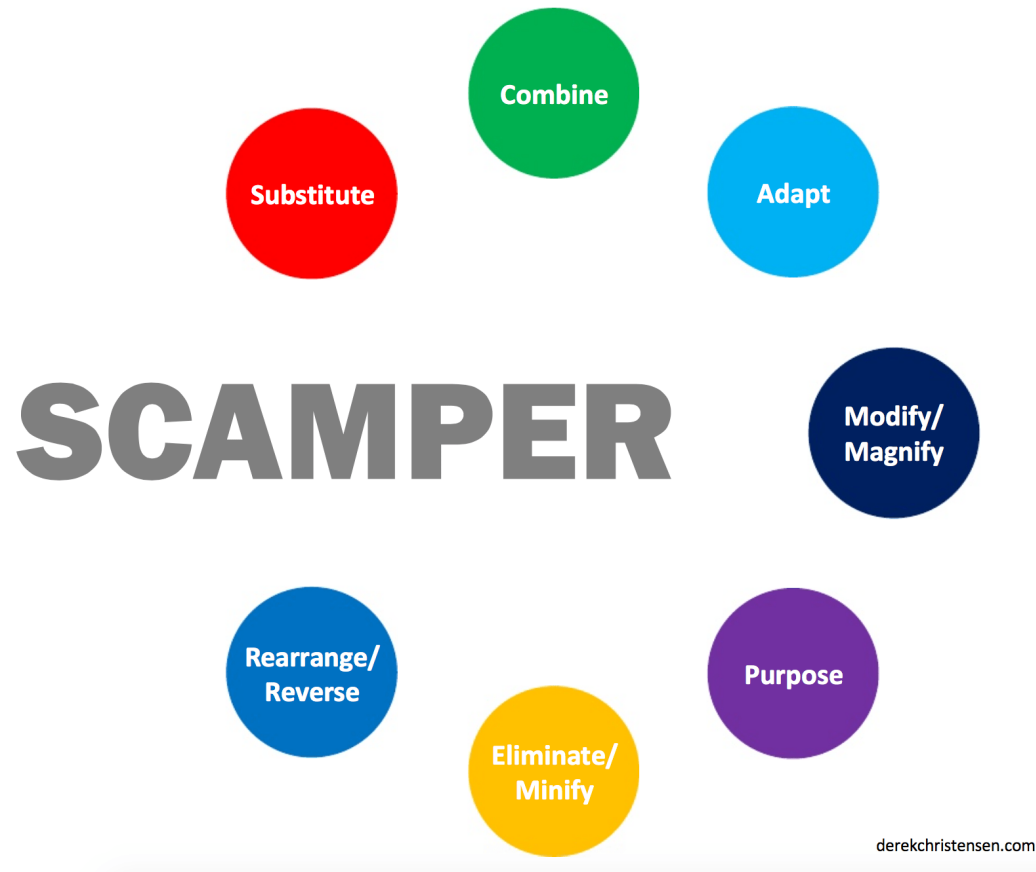 Combine
Substitute
Adapt
SCAMPER
Modify/
Magnify
Rearrange/
Reverse
Purpose
Eliminate/
Minify
derekchristensen.com